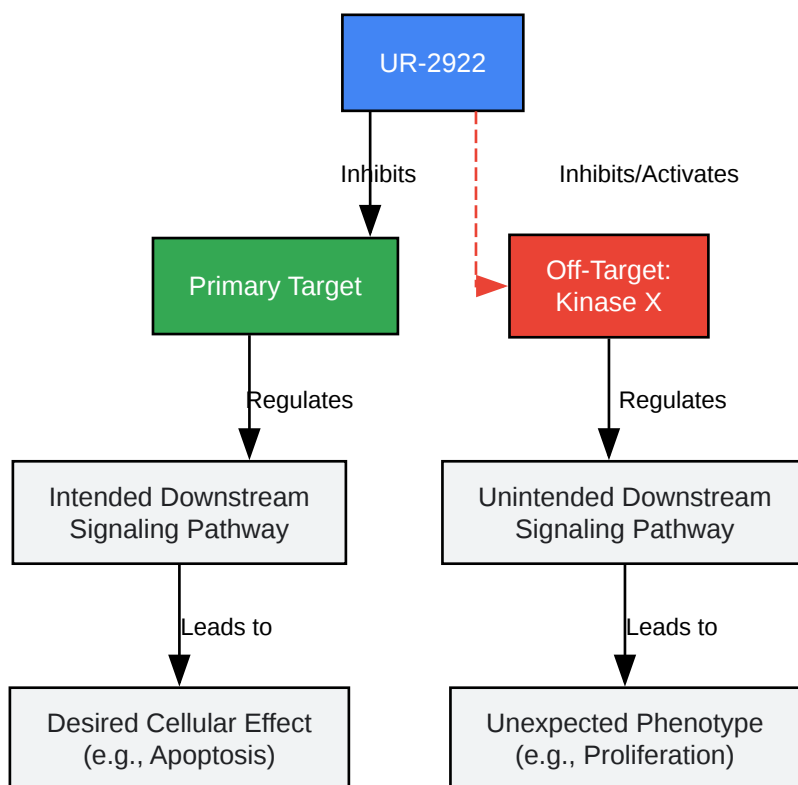 UR-2922
Inhibits
Inhibits/Activates
Primary Target
Off-Target:
Kinase X
Regulates
Regulates
Intended Downstream
Signaling Pathway
Unintended Downstream
Signaling Pathway
Leads to
Leads to
Desired Cellular Effect
(e.g., Apoptosis)
Unexpected Phenotype
(e.g., Proliferation)